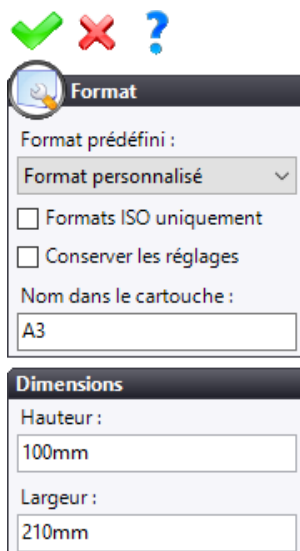 Format
Format prédéfini :
Format personnalisé
Formats ISO uniquement
Conserver les réglages
Nom dans le cartouche :
A3
Dimensions
Hauteur :
100mm
Largeur :
210mm